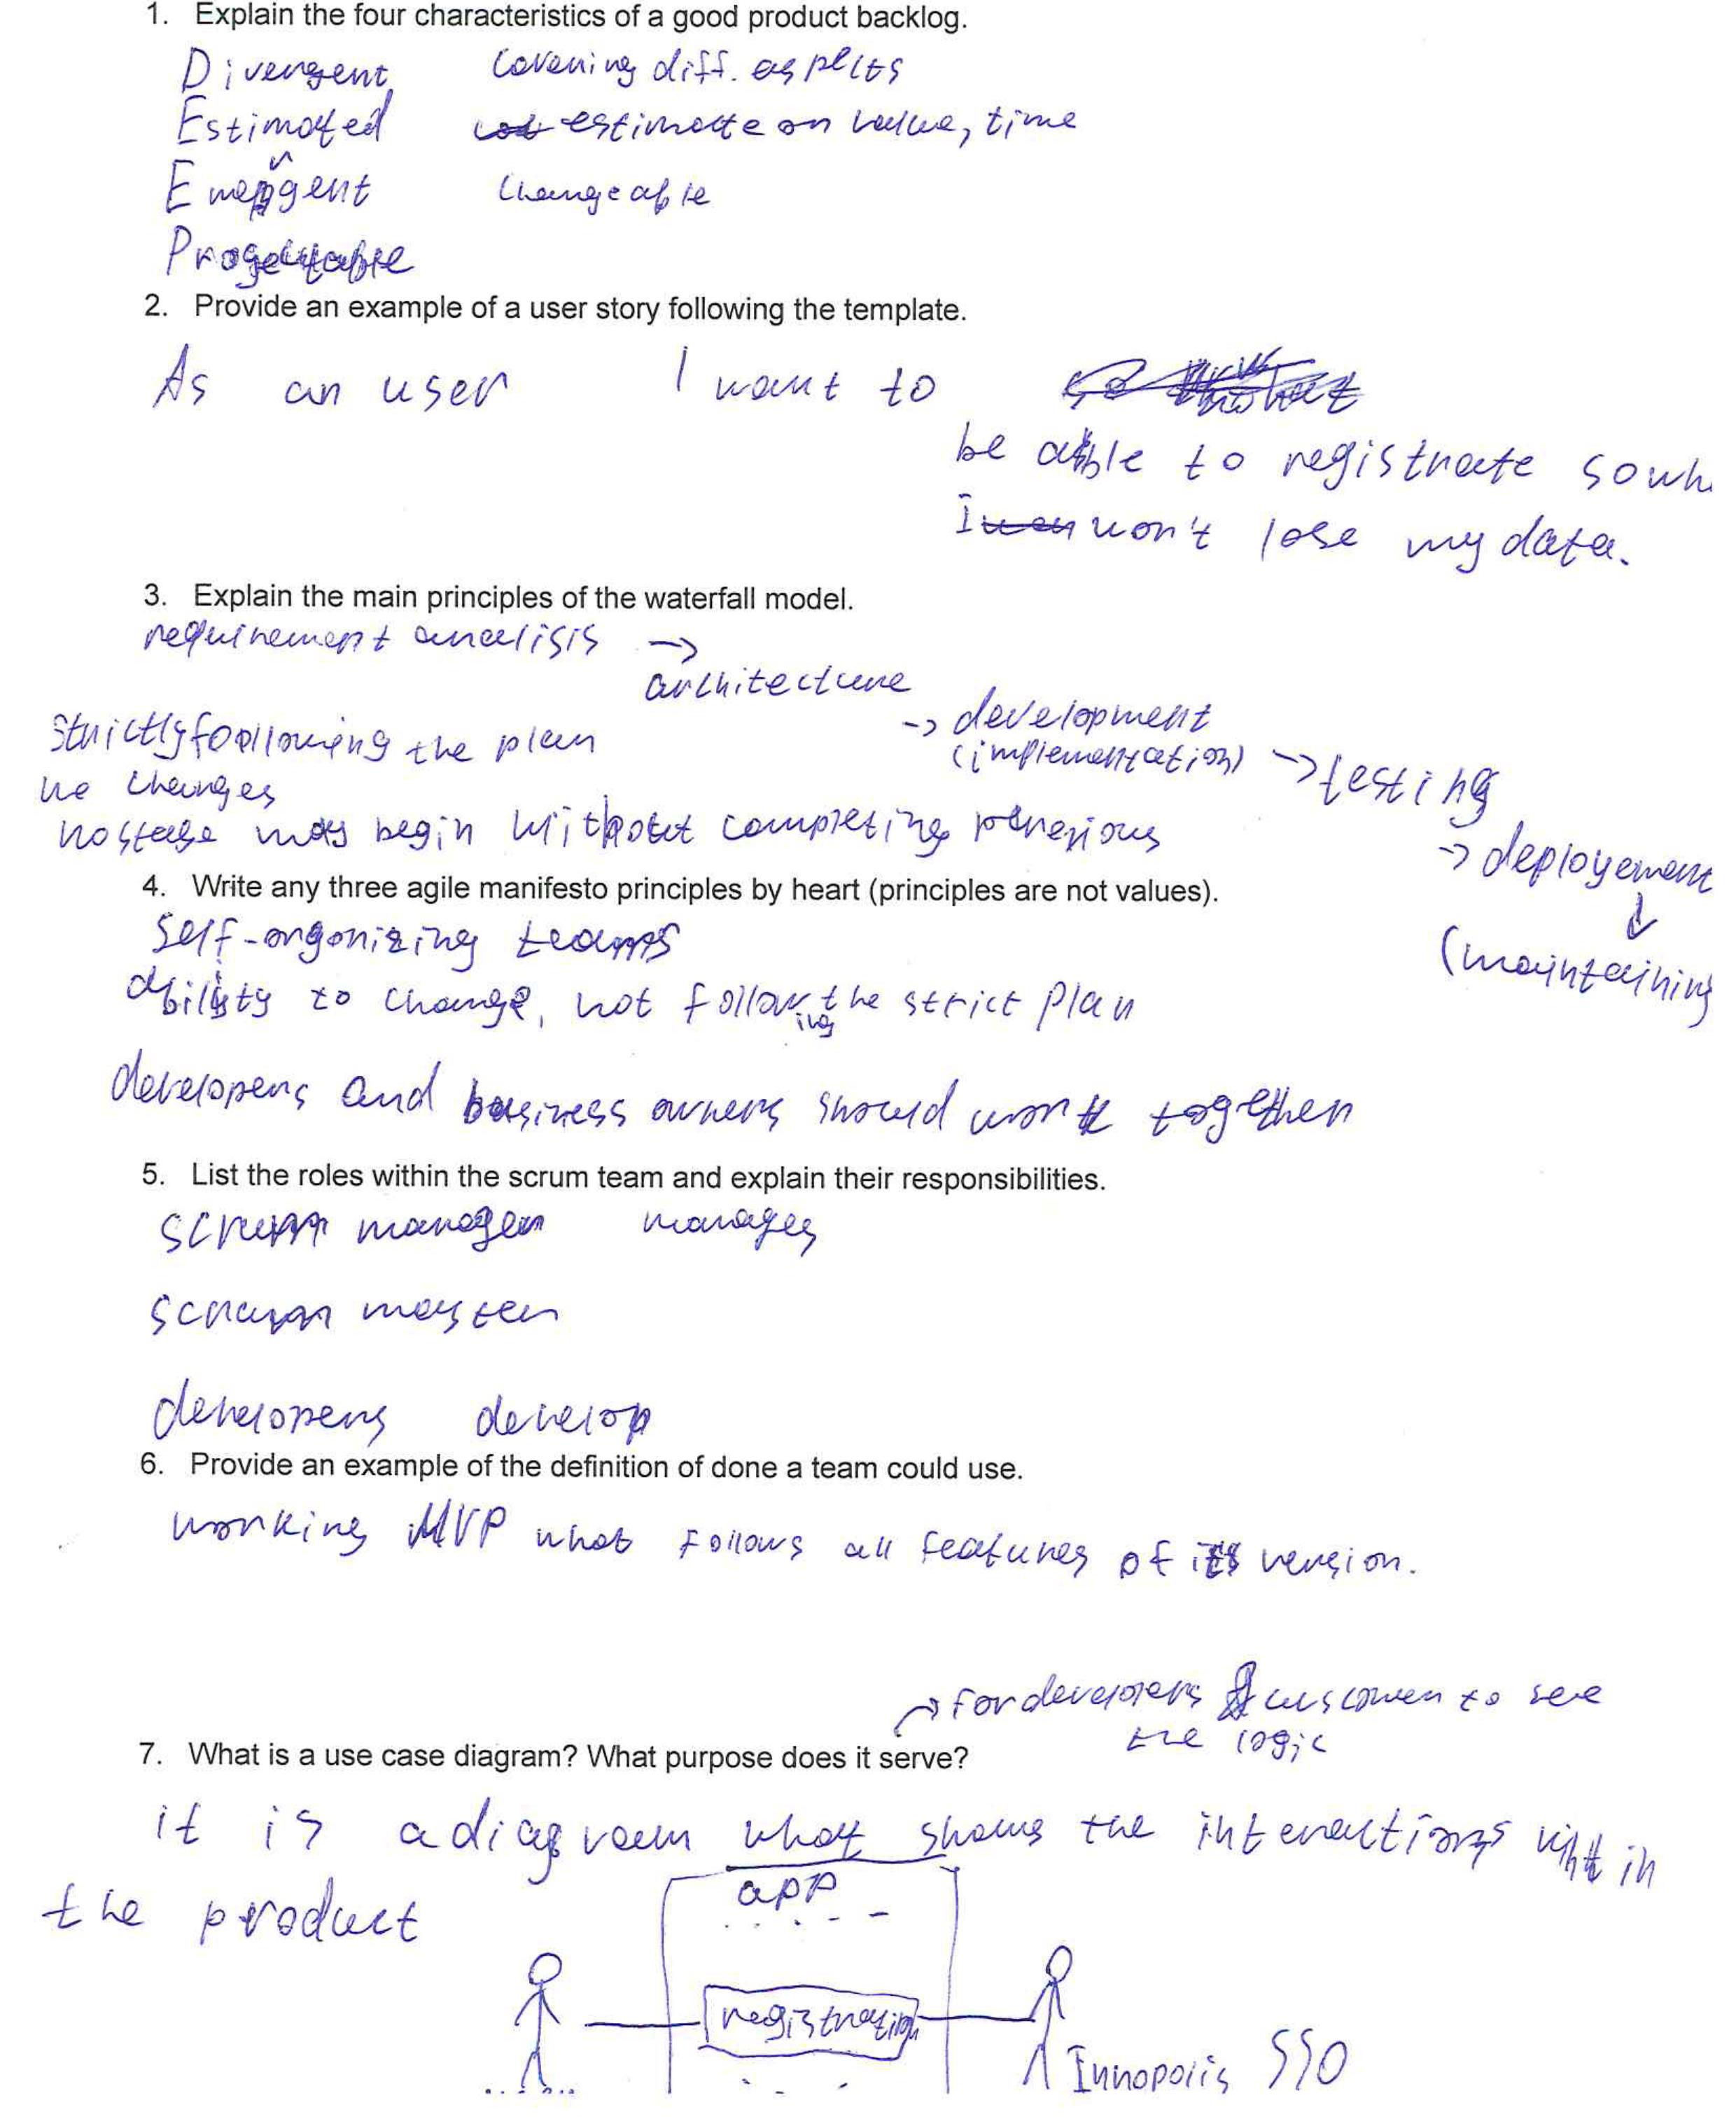 1. Explain the four characteristics of a good product backlog.
Divergent covering diff. aspects
Estimated estimate on value, time
Emergent changeable
2. Provide an example of a user story following the template.
As an user I want to
be able to registrate so
I won't lose my data.
3. Explain the main principles of the waterfall model.
requirement analisis →
architecture
→ development
(implementation) → testing
→ deployement
↓
(maintaining
Strictly following the plan
no changes
no stage may begin without completing previous
4. Write any three agile manifesto principles by heart (principles are not values).
self-organizing teams
ability to change, not following the strict plan
developers and business owners should work together
5. List the roles within the scrum team and explain their responsibilities.
scrum manager manages
scrum master
developers develop
6. Provide an example of the definition of done a team could use.
working MVP what follows all features of its version.
→ for developers & customer to see
the logic
7. What is a use case diagram? What purpose does it serve?
it is a diagram what shows the interactions within
the product
app
registration
Innopolis SSO